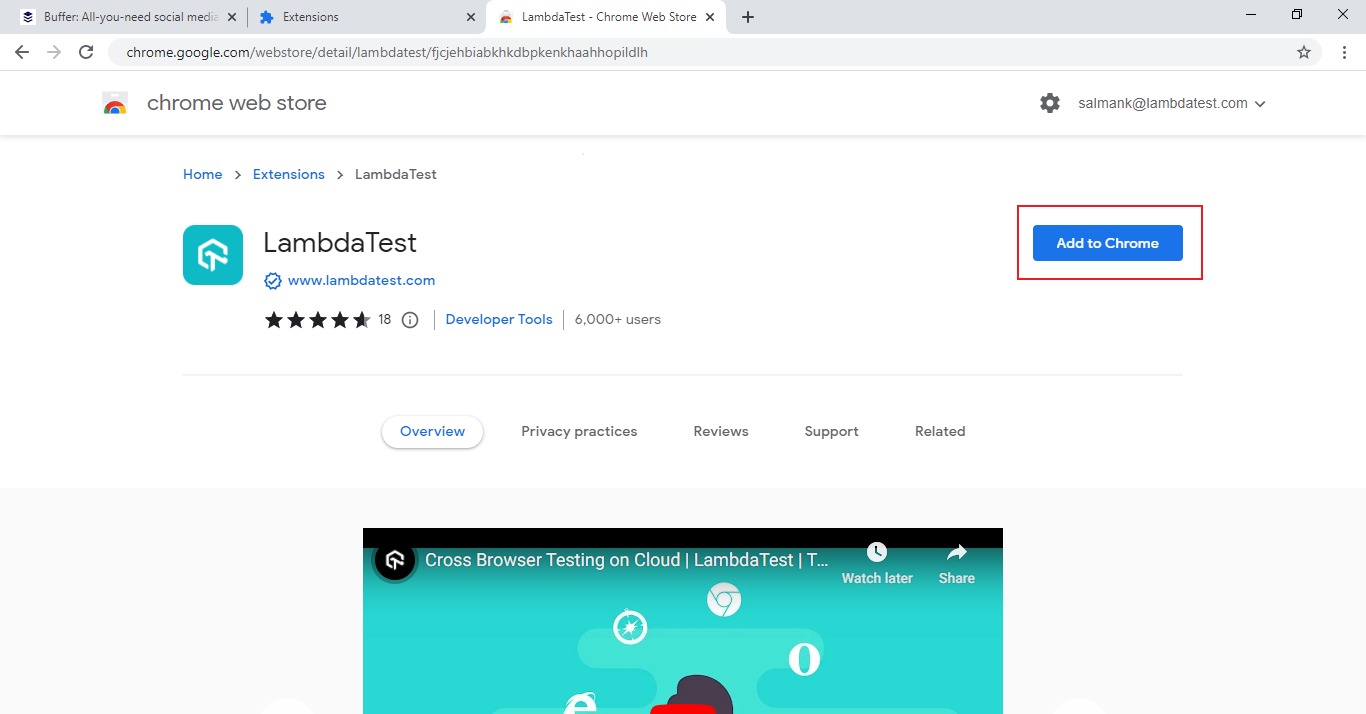 Buffer: All-you-need social media
Extensions
LambdaTest - Chrome Web Store
chrome.google.com/webstore/detail/lambdatest/fjcjehbiabkhkdbpkenkhaahhopildlh
chrome web store
salmank@lambdatest.com
Home > Extensions > LambdaTest
LambdaTest
Add to Chrome
www.lambdatest.com
18
Developer Tools
6,000+ users
Overview
Privacy practices
Reviews
Support
Related
Cross Browser Testing on Cloud | LambdaTest | T...
Watch later
Share